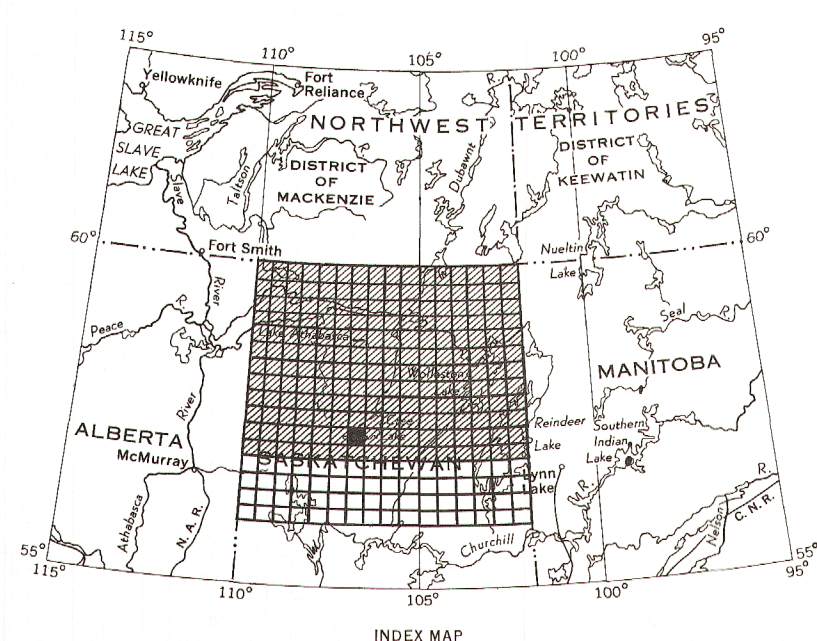 115°
110°
105°
100°
95°
Yellowknife
Fort
Reliance
R.
NORTHWEST TERRITORIES
GREAT
SLAVE
LAKE
Slave
Taltson
DISTRICT
OF
MACKENZIE
Dubawnt
DISTRICT
OF
KEEWATIN
60°
Fort Smith
Nueltin
Lake
60°
River
R.
Peace
Seal
Lake Athabasca
Wollaston
Lake
MANITOBA
River
Reindeer
Lake
Southern
Indian
Lake
ALBERTA
McMurray
SASKATCHEWAN
Lynn
Lake
R.
R.
Athabasca
N. A. R.
Nelson
C. N. R.
Churchill
55°
115°
110°
105°
100°
55°
95°
INDEX MAP